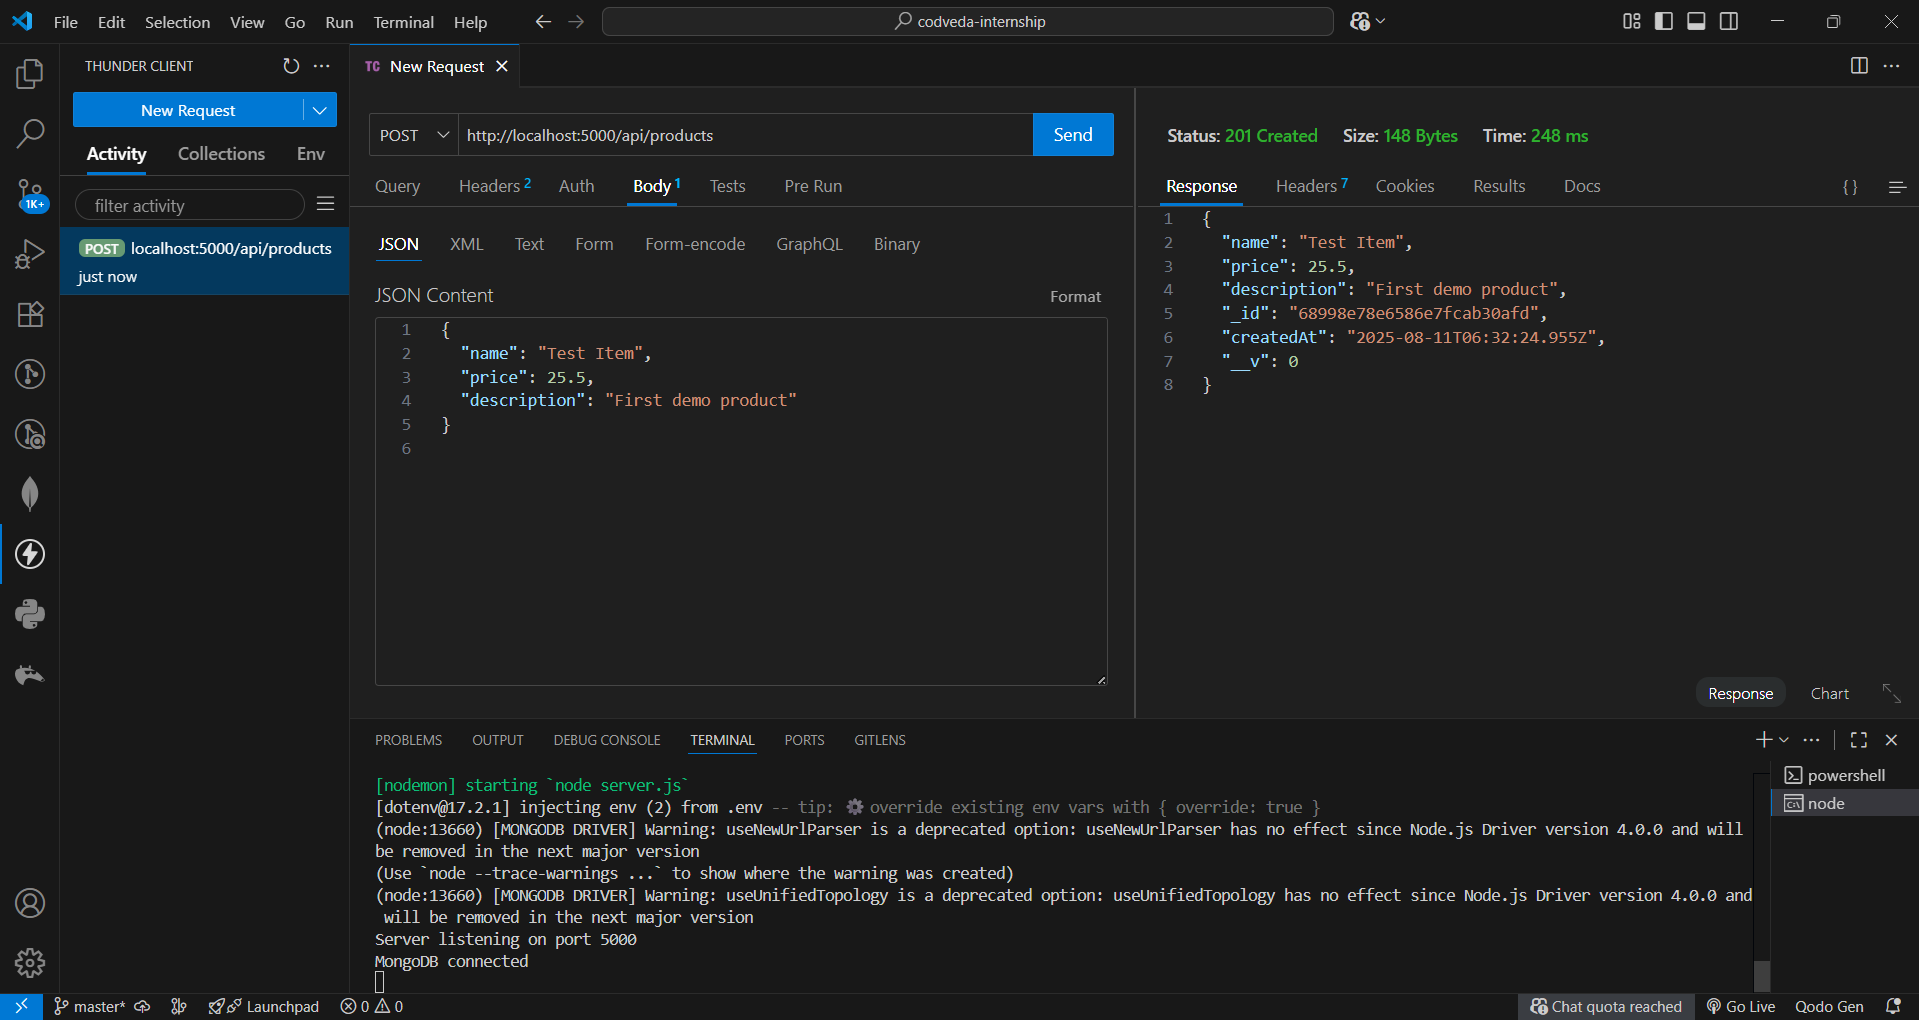 File Edit Selection View Go Run Terminal Help
codveda-internship
THUNDER CLIENT
New Request
Activity Collections Env
filter activity
POST localhost:5000/api/products
just now
1K+
TC New Request
POST http://localhost:5000/api/products Send
Query Headers 2 Auth Body 1 Tests Pre Run
JSON XML Text Form Form-encode GraphQL Binary
JSON Content Format
1 {
2 "name": "Test Item",
3 "price": 25.5,
4 "description": "First demo product"
5 }
6
Status: 201 Created Size: 148 Bytes Time: 248 ms
Response Headers 7 Cookies Results Docs { }
1 {
2 "name": "Test Item",
3 "price": 25.5,
4 "description": "First demo product",
5 "_id": "68998e78e6586e7fcab30afd",
6 "createdAt": "2025-08-11T06:32:24.955Z",
7 "__v": 0
8 }
Response Chart
PROBLEMS OUTPUT DEBUG CONSOLE TERMINAL PORTS GITLENS
[nodemon] starting `node server.js`
[dotenv@17.2.1] injecting env (2) from .env -- tip: ⚙ override existing env vars with { override: true }
(node:13660) [MONGODB DRIVER] Warning: useNewUrlParser is a deprecated option: useNewUrlParser has no effect since Node.js Driver version 4.0.0 and will
be removed in the next major version
(Use `node --trace-warnings ...` to show where the warning was created)
(node:13660) [MONGODB DRIVER] Warning: useUnifiedTopology is a deprecated option: useUnifiedTopology has no effect since Node.js Driver version 4.0.0 and
will be removed in the next major version
Server listening on port 5000
MongoDB connected
powershell
node
master* Launchpad 0 0 Chat quota reached Go Live Qodo Gen